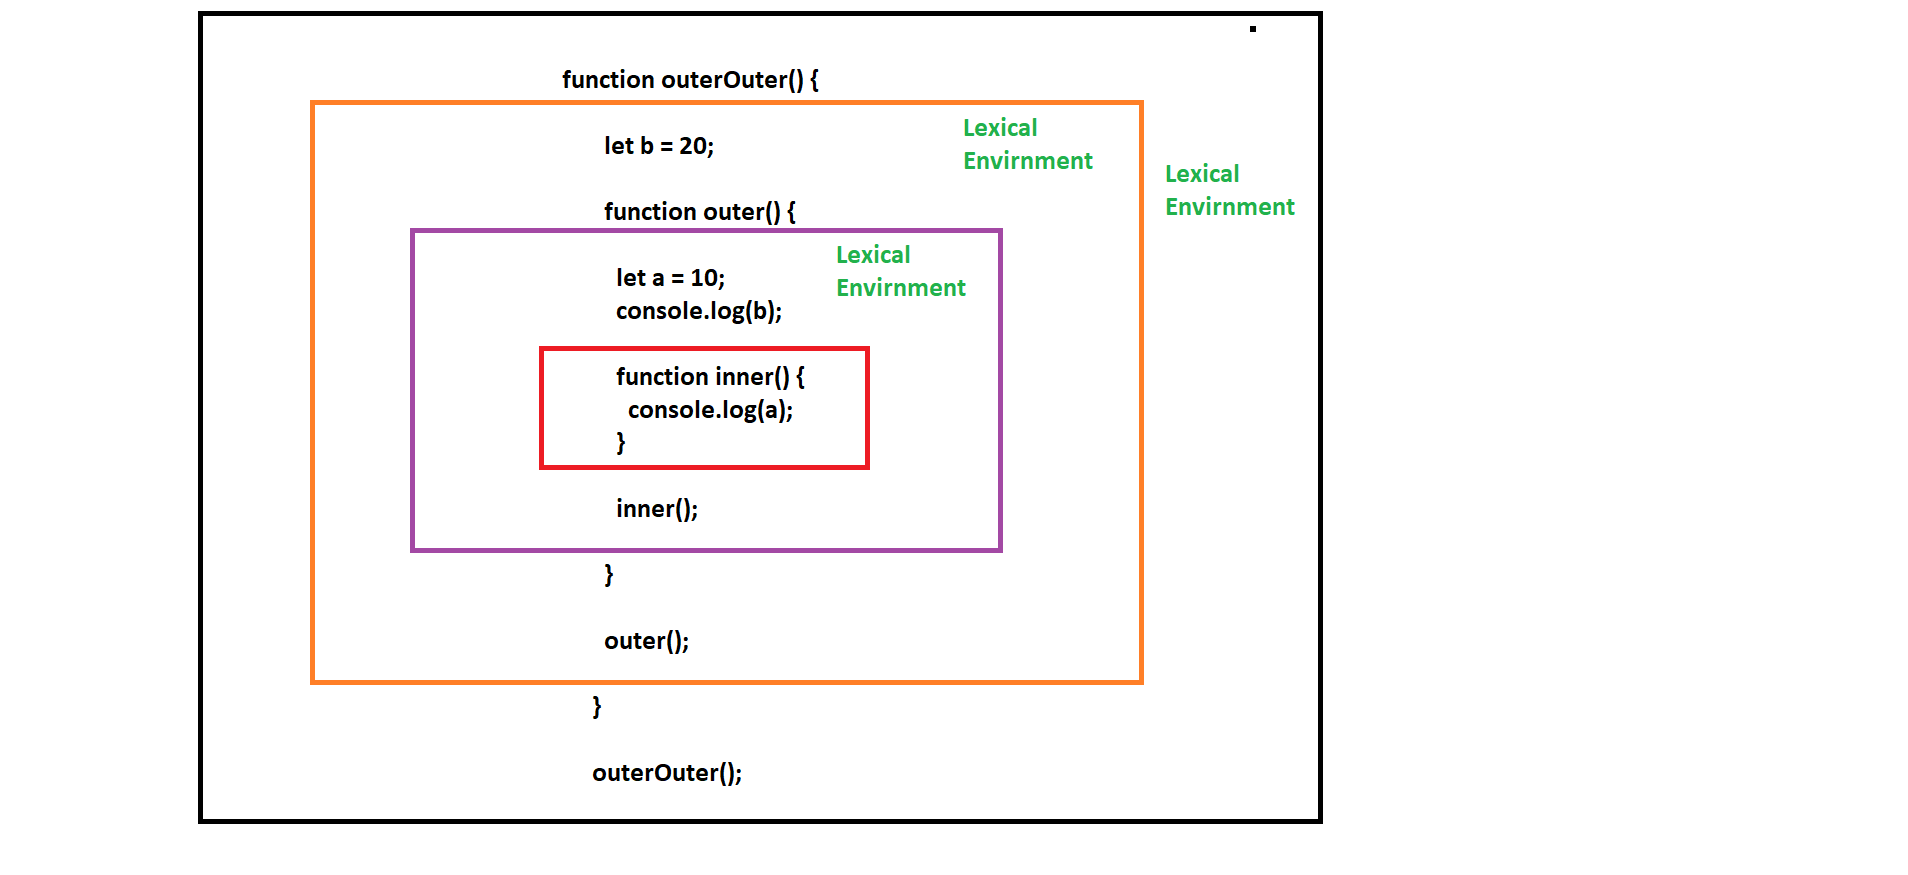 function outerOuter() {
let b = 20;
Lexical
Envirnment
Lexical
Envirnment
function outer() {
let a = 10;
console.log(b);
Lexical
Envirnment
function inner() {
console.log(a);
}
inner();
}
outer();
}
outerOuter();